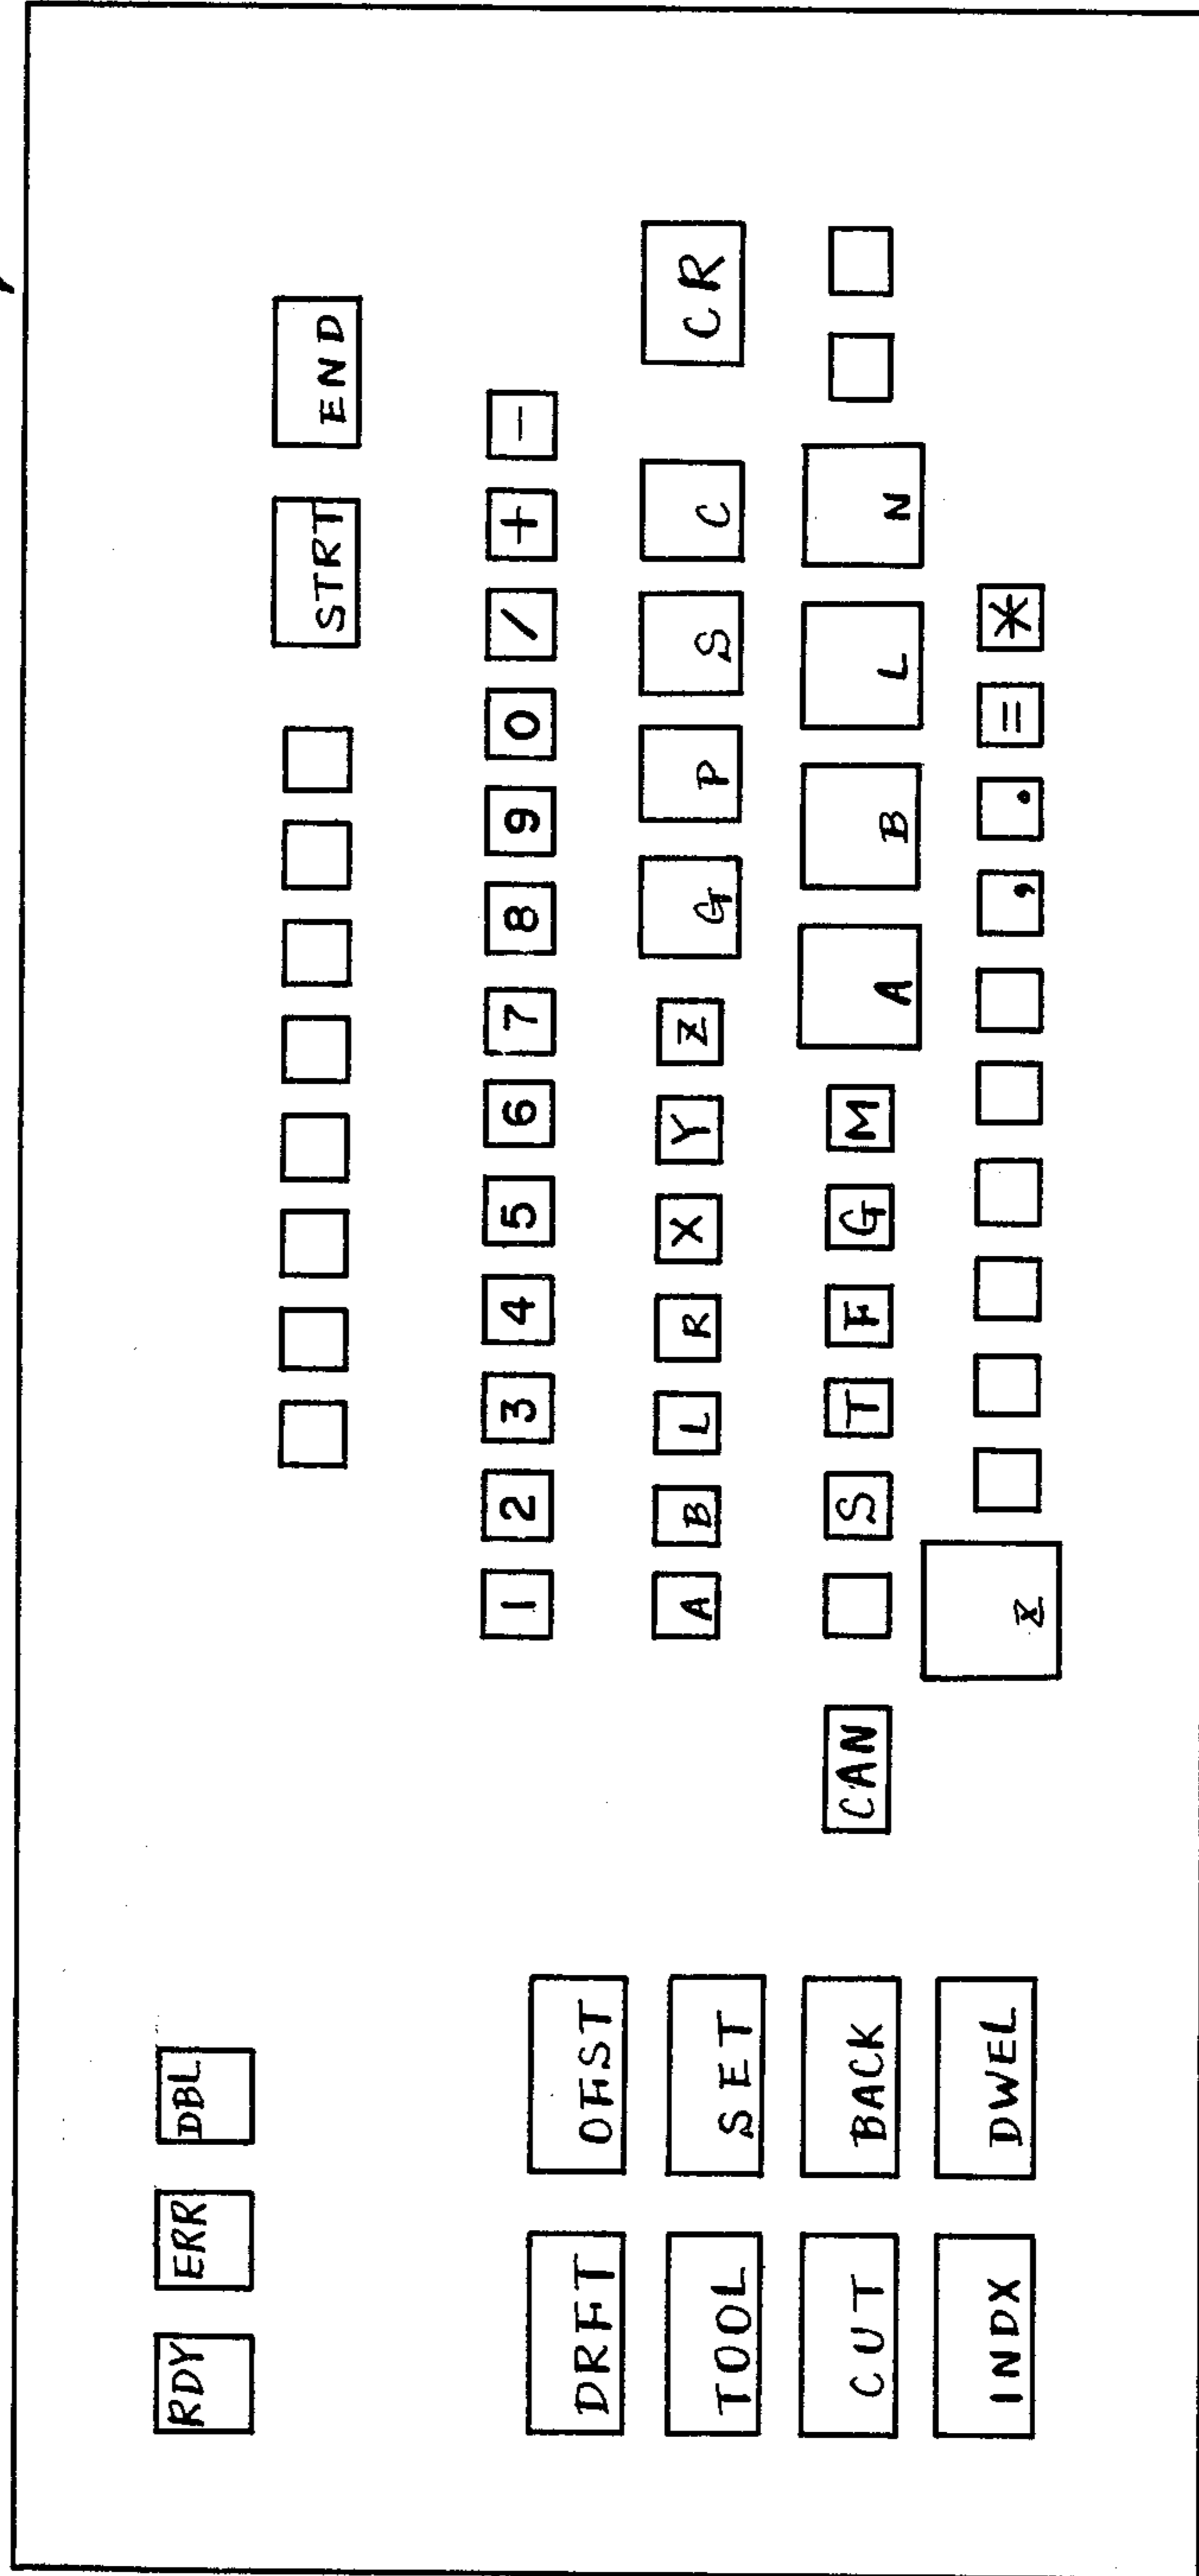 RDY ERR DBL
STRT END
1 2 3 4 5 6 7 8 9 0 / + -
DRFT OFST
A B L R X Y Z G P S C CR
TOOL SET
CUT BACK
CAN S T F G M A B L N
INDX DWEL
Z , . = *